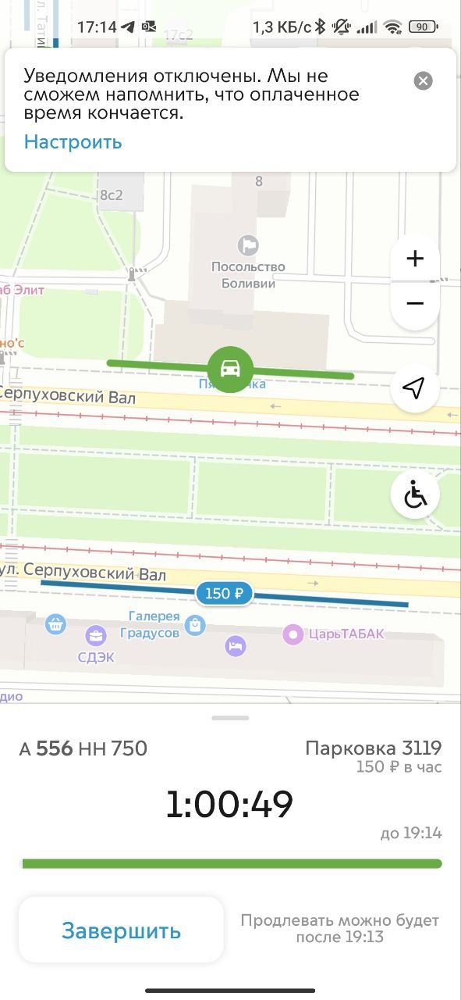 17:14
1,3 КБ/с
90
17с2
Уведомления отключены. Мы не
сможем напомнить, что оплаченное
время кончается.
Настроить
8с2
8
Посольство
Боливии
аб Элит
но'с
Серпуховский Вал
ул. Серпуховский Вал
150 ₽
Галерея
Градусов
ЦарьТАБАК
СДЭК
дио
А 556 НН 750
Парковка 3119
150 ₽ в час
1:00:49
до 19:14
Завершить
Продлевать можно будет
после 19:13